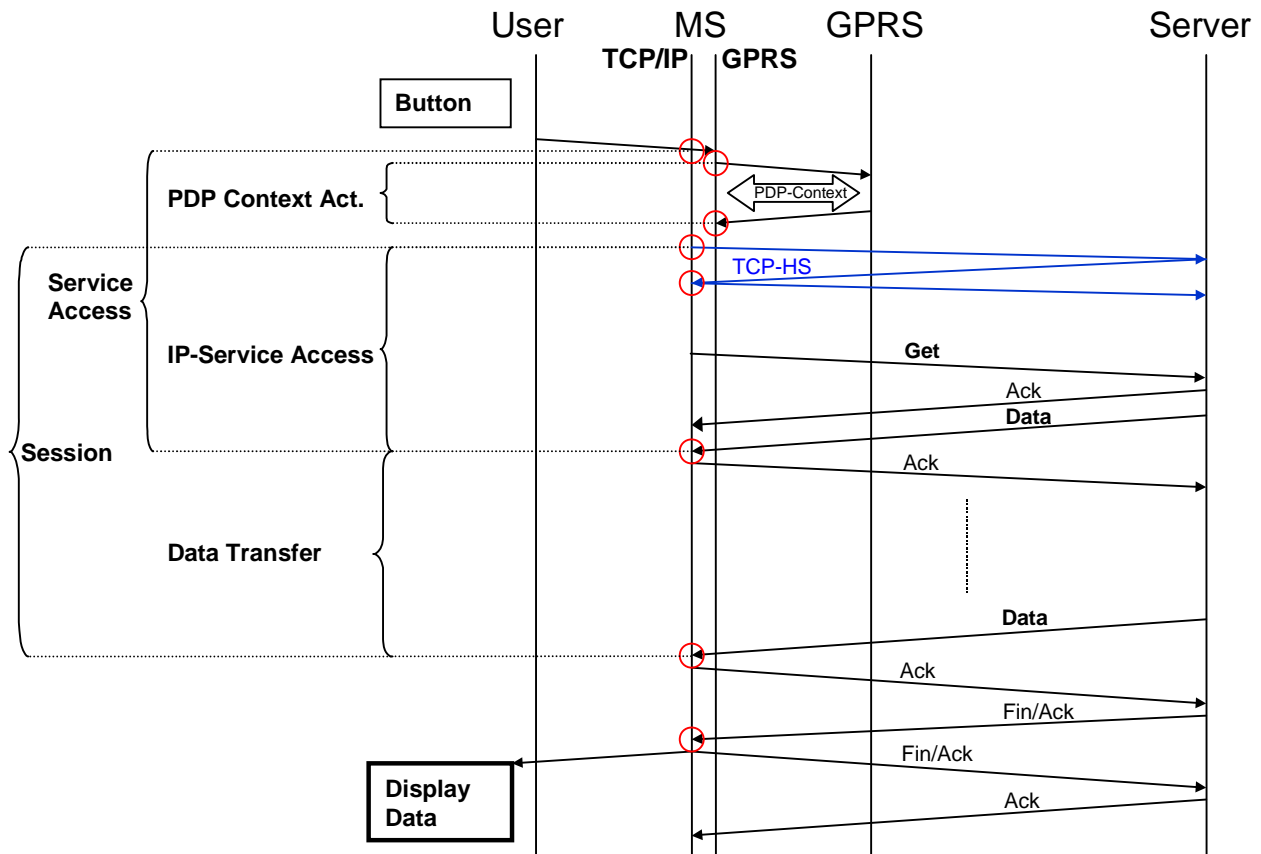 User MS GPRS Server
TCP/IP GPRS
Button
PDP Context Act.
PDP-Context
TCP-HS
Service
Access
IP-Service Access
Get
Ack
Data
Session
Ack
Data Transfer
Data
Ack
Fin/Ack
Fin/Ack
Display
Data
Ack